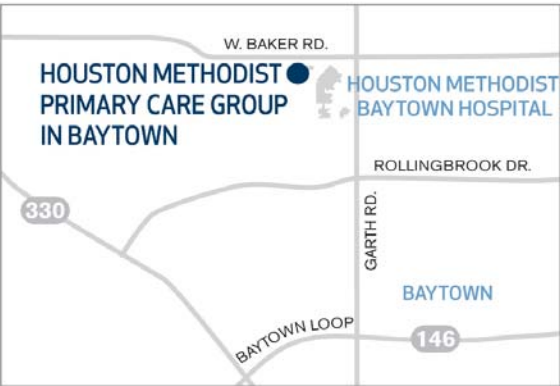 W. BAKER RD.
HOUSTON METHODIST
PRIMARY CARE GROUP
IN BAYTOWN
HOUSTON METHODIST
BAYTOWN HOSPITAL
ROLLINGBROOK DR.
330
GARTH RD.
BAYTOWN
BAYTOWN LOOP
146